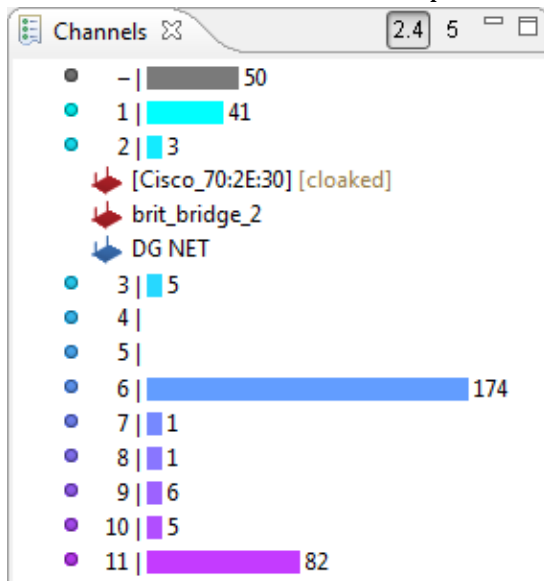 Channels 2.4 5
– | 50
1 | 41
2 | 3
[Cisco_70:2E:30] [cloaked]
brit_bridge_2
DG NET
3 | 5
4 |
5 |
6 | 174
7 | 1
8 | 1
9 | 6
10 | 5
11 | 82